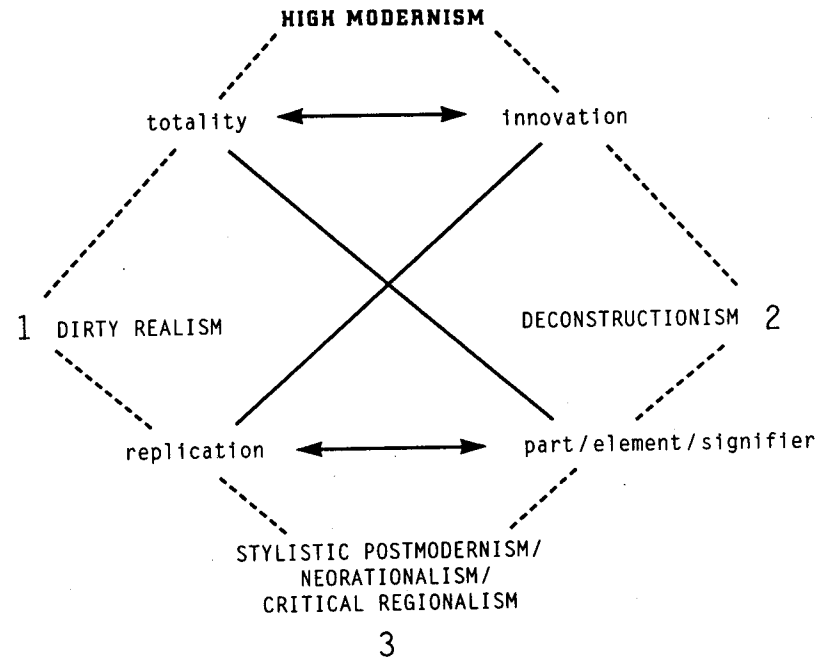 HIGH MODERNISM
totality
innovation
1 DIRTY REALISM
DECONSTRUCTIONISM 2
replication
part/element/signifier
STYLISTIC POSTMODERNISM/
NEORATIONALISM/
CRITICAL REGIONALISM
3